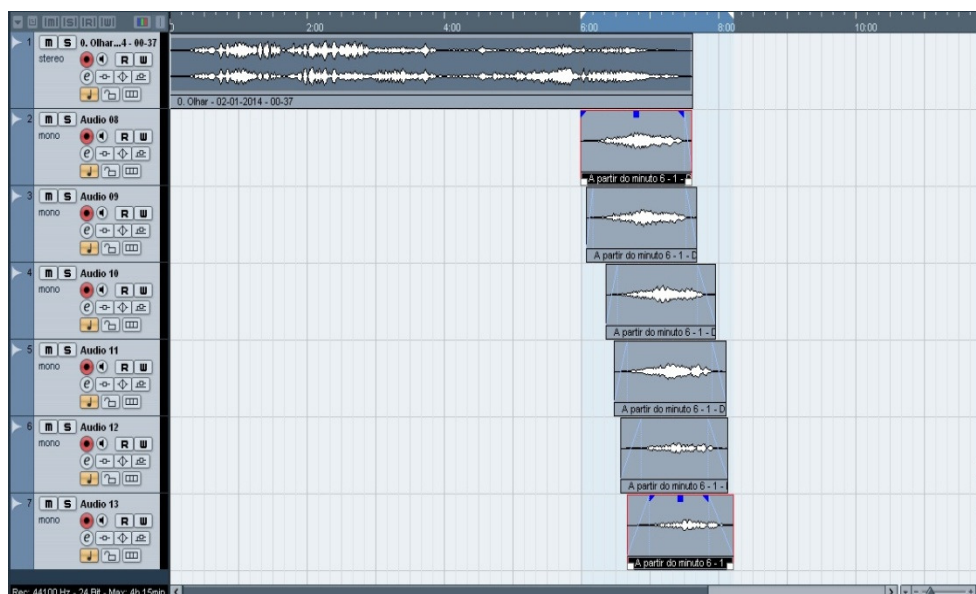 [M] [S] [R] [W]
0 2:00 4:00 6:00 8:00 10:00
1 m S 0. Olhar...4 - 00-37
stereo R W
e
0. Olhar - 02-01-2014 - 00-37
2 m S Audio 08
mono R W
e
A partir do minuto 6 - 1 -
3 m S Audio 09
mono R W
e
A partir do minuto 6 - 1 - D
4 m S Audio 10
mono R W
e
A partir do minuto 6 - 1 - D
5 m S Audio 11
mono R W
e
A partir do minuto 6 - 1 - D
6 m S Audio 12
mono R W
e
A partir do minuto 6 - 1 -
7 m S Audio 13
mono R W
e
A partir do minuto 6 - 1
Rec: 44100 Hz - 24 Bit - Max: 4h 15min